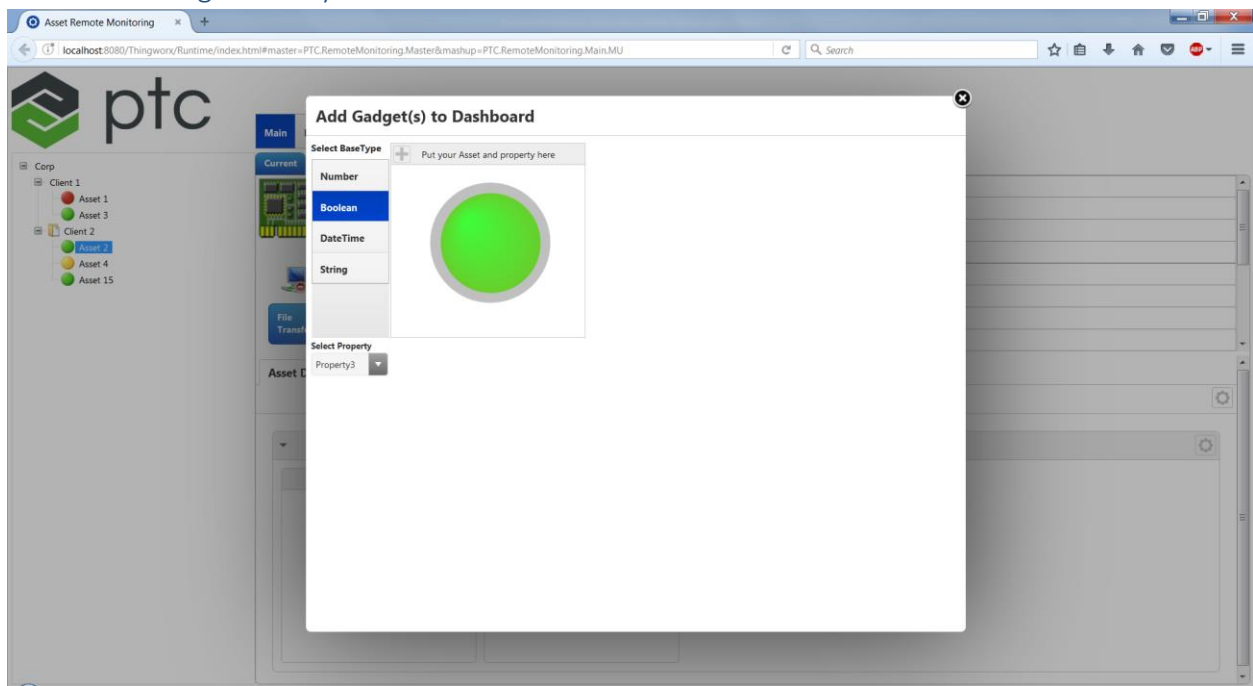 Asset Remote Monitoring
localhost:8080/Thingworx/Runtime/index.html#master=PTC.RemoteMonitoring.Master&mashup=PTC.RemoteMonitoring.Main.MU
Search
ABP
ptc
Main
Current
Corp
Client 1
Asset 1
Asset 3
Client 2
Asset 2
Asset 4
Asset 15
File
Asset
Add Gadget(s) to Dashboard
Select BaseType
Put your Asset and property here
Number
Boolean
DateTime
String
Select Property
Property3